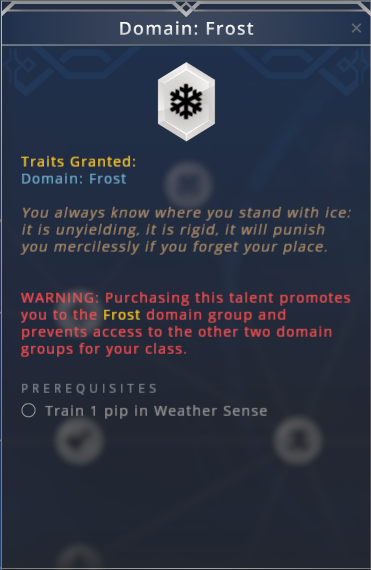 Domain: Frost
Traits Granted:
Domain: Frost
You always know where you stand with ice:
it is unyielding, it is rigid, it will punish
you mercilessly if you forget your place.
WARNING: Purchasing this talent promotes
you to the Frost domain group and
prevents access to the other two domain
groups for your class.
PREREQUISITES
Train 1 pip in Weather Sense